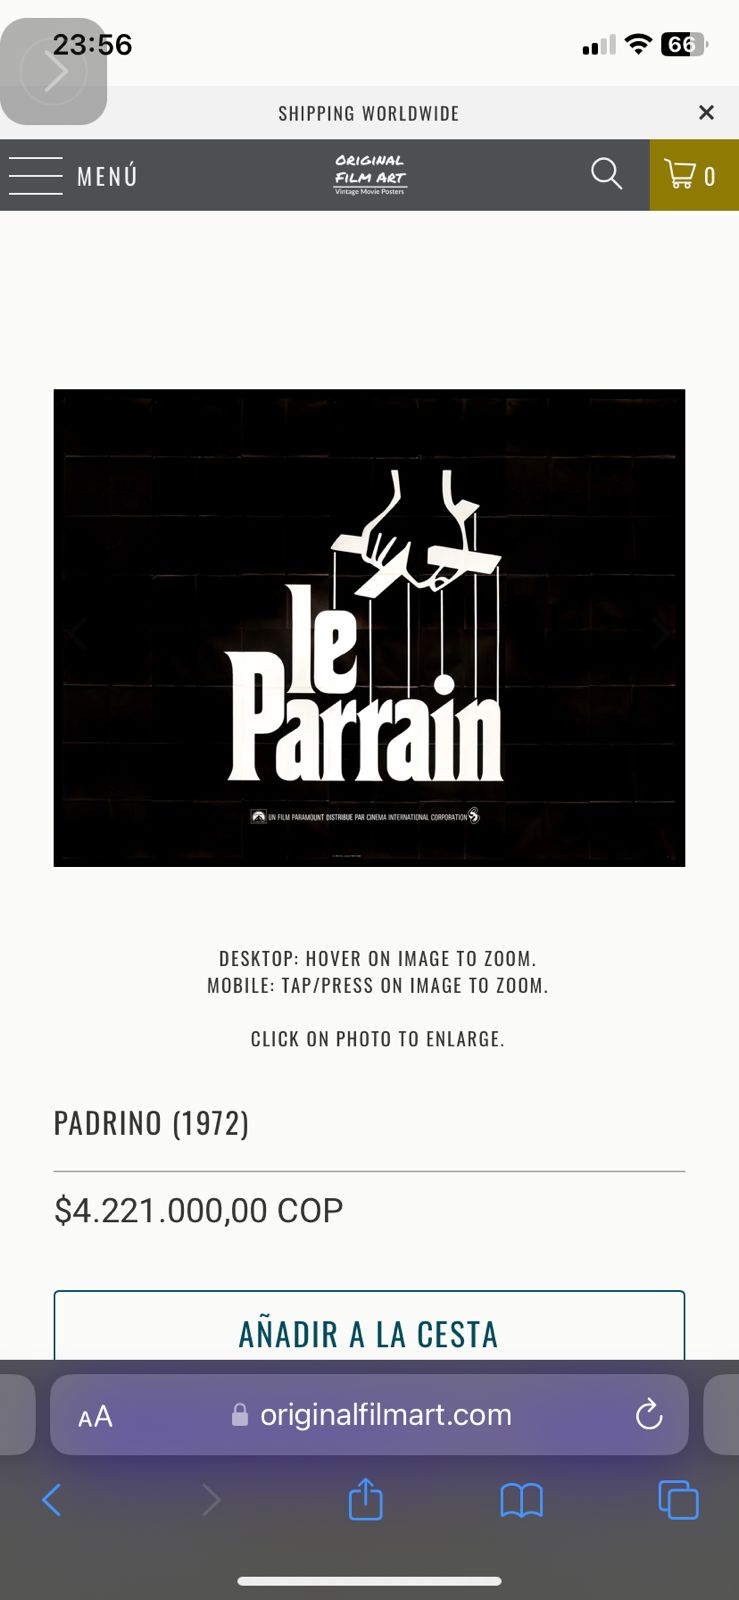 23:56
66
SHIPPING WORLDWIDE
MENÚ
ORIGINAL
FILM ART
Vintage Movie Posters
0
le
Parrain
UN FILM PARAMOUNT DISTRIBUE PAR CINEMA INTERNATIONAL CORPORATION
DESKTOP: HOVER ON IMAGE TO ZOOM.
MOBILE: TAP/PRESS ON IMAGE TO ZOOM.
CLICK ON PHOTO TO ENLARGE.
PADRINO (1972)
$4.221.000,00 COP
AÑADIR A LA CESTA
AA
originalfilmart.com